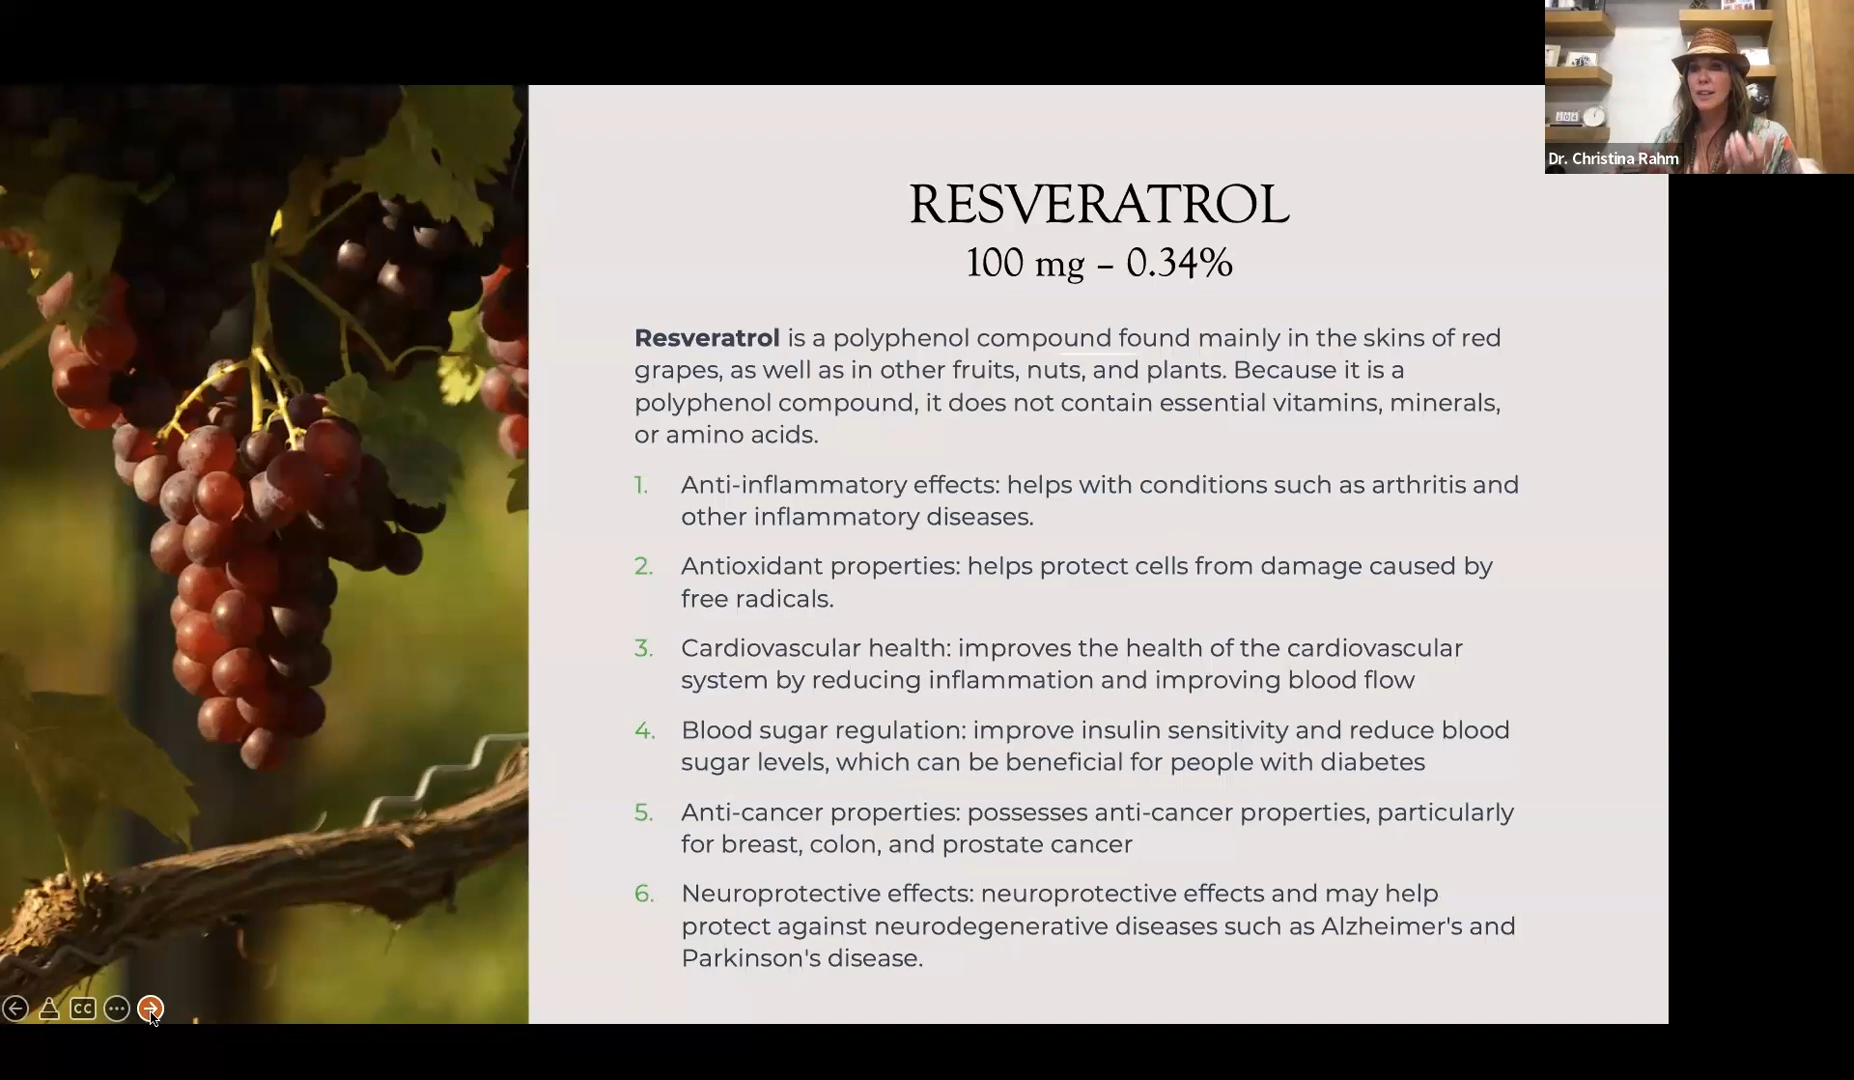 Dr. Christina Rahm
RESVERATROL
100 mg – 0.34%
Resveratrol is a polyphenol compound found mainly in the skins of red
grapes, as well as in other fruits, nuts, and plants. Because it is a
polyphenol compound, it does not contain essential vitamins, minerals,
or amino acids.
1. Anti-inflammatory effects: helps with conditions such as arthritis and
other inflammatory diseases.
2. Antioxidant properties: helps protect cells from damage caused by
free radicals.
3. Cardiovascular health: improves the health of the cardiovascular
system by reducing inflammation and improving blood flow
4. Blood sugar regulation: improve insulin sensitivity and reduce blood
sugar levels, which can be beneficial for people with diabetes
5. Anti-cancer properties: possesses anti-cancer properties, particularly
for breast, colon, and prostate cancer
6. Neuroprotective effects: neuroprotective effects and may help
protect against neurodegenerative diseases such as Alzheimer's and
Parkinson's disease.
CC